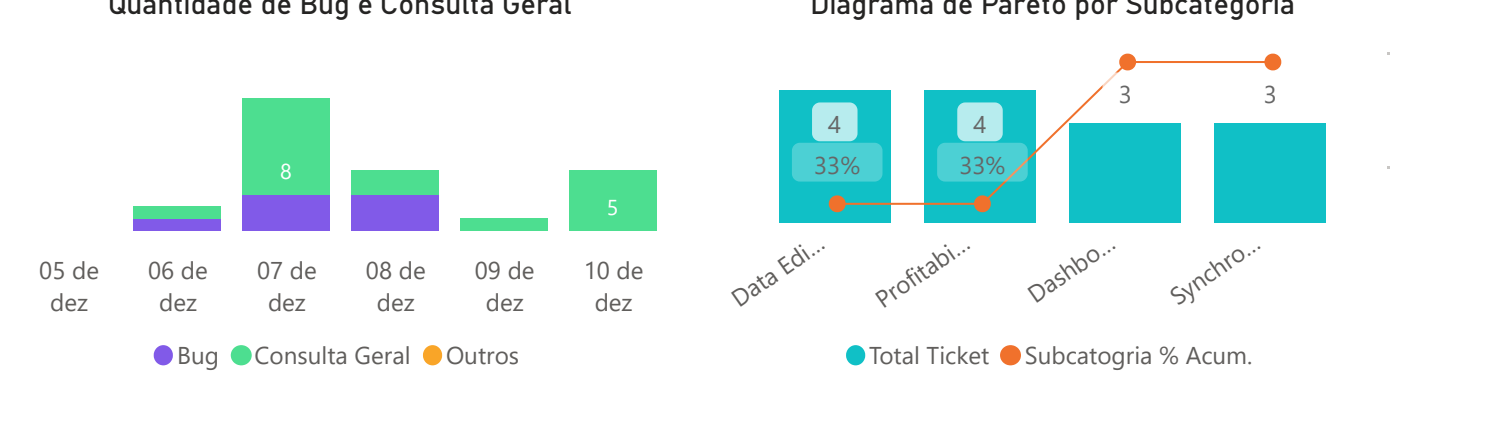 Quantidade de Bug e Consulta Geral
8
5
05 de
dez
06 de
dez
07 de
dez
08 de
dez
09 de
dez
10 de
dez
Bug
Consulta Geral
Outros
Diagrama de Pareto por Subcategoria
4
33%
4
33%
3
3
Data Edi...
Profitabi...
Dashbo...
Synchro...
Total Ticket
Subcatogria % Acum.